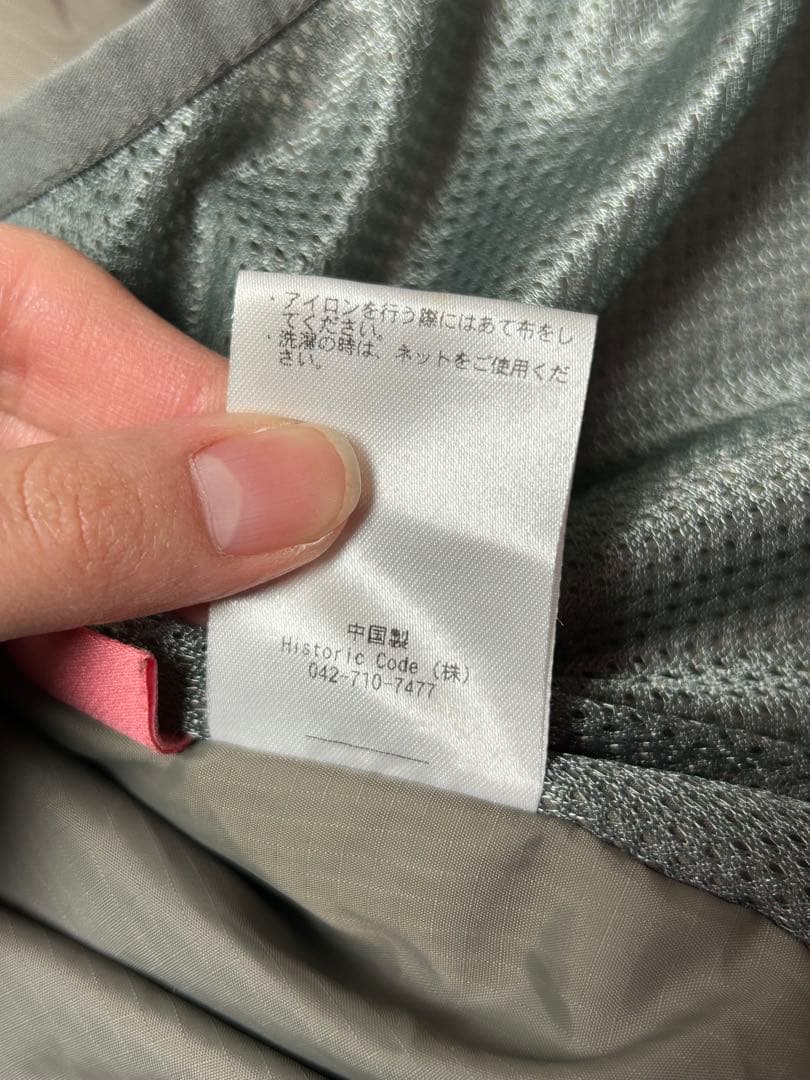 ・アイロンを行う際にはあて布をし
てください。
・洗濯の時は、ネットをご使用くだ
さい。
中国製
Historic Code (株)
042-710-7477